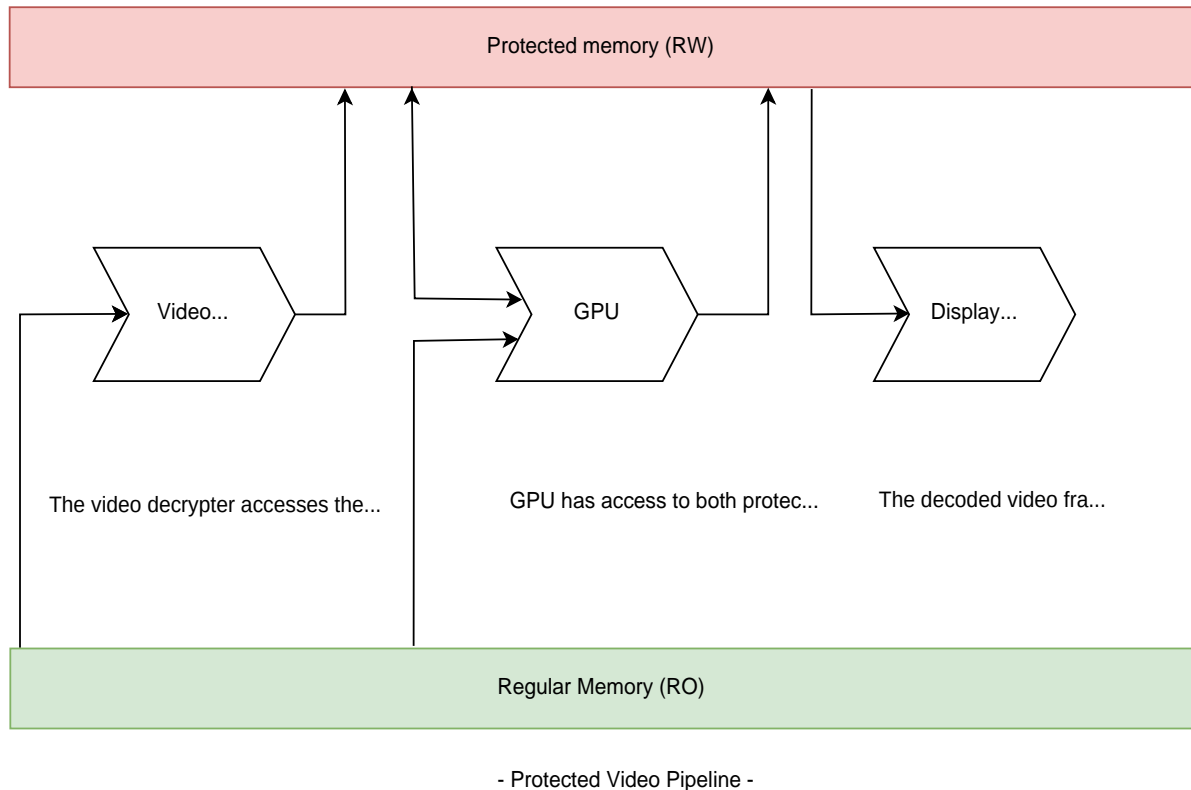 Protected memory (RW)
Video...
GPU
Display...
The video decrypter accesses the...
GPU has access to both protec...
The decoded video fra...
Regular Memory (RO)
- Protected Video Pipeline -